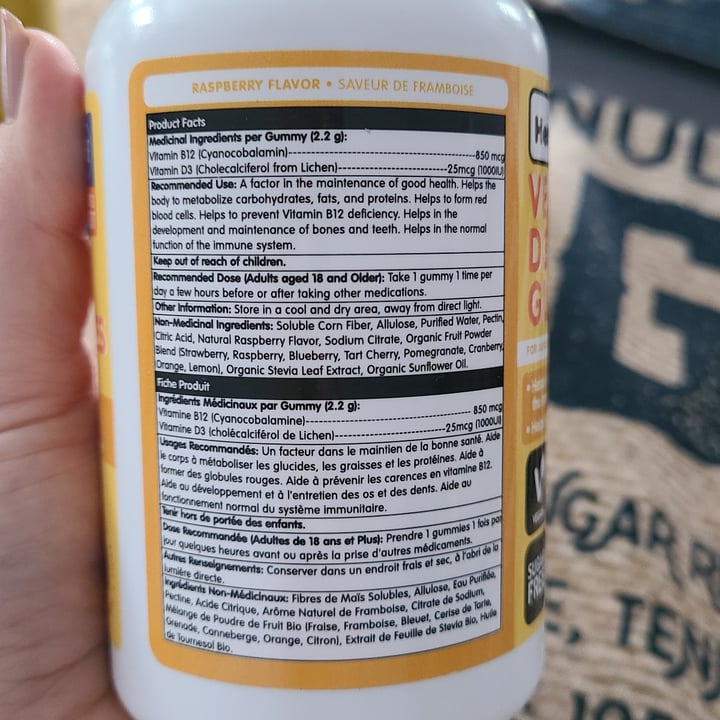 RASPBERRY FLAVOR • SAVEUR DE FRAMBOISE
Product Facts
Medicinal Ingredients per Gummy (2.2 g):
Vitamin B12 (Cyanocobalamin)--------------------850 mcg
Vitamin D3 (Cholecalciferol from Lichen)--------------------25mcg (1000IU)
Recommended Use: A factor in the maintenance of good health. Helps the
body to metabolize carbohydrates, fats, and proteins. Helps to form red
blood cells. Helps to prevent Vitamin B12 deficiency. Helps in the
development and maintenance of bones and teeth. Helps in the normal
function of the immune system.
Keep out of reach of children.
Recommended Dose (Adults aged 18 and Older): Take 1 gummy 1 time per
day a few hours before or after taking other medications.
Other Information: Store in a cool and dry area, away from direct light.
Non-Medicinal Ingredients: Soluble Corn Fiber, Allulose, Purified Water, Pectin,
Citric Acid, Natural Raspberry Flavor, Sodium Citrate, Organic Fruit Powder
Blend (Strawberry, Raspberry, Blueberry, Tart Cherry, Pomegranate, Cranberry,
Orange, Lemon), Organic Stevia Leaf Extract, Organic Sunflower Oil.
Fiche Produit
Ingrédients Médicinaux par Gummy (2.2 g):
Vitamine B12 (Cyanocobalamine)--------------------850 mcg
Vitamine D3 (cholécalciférol de Lichen)--------------------25mcg (1000UI)
Usages Recommandés: Un facteur dans le maintien de la bonne santé. Aide
le corps à métaboliser les glucides, les graisses et les protéines. Aide à
former des globules rouges. Aide à prévenir les carences en vitamine B12.
Aide au développement et à l'entretien des os et des dents. Aide au
fonctionnement normal du système immunitaire.
Tenir hors de portée des enfants.
Dose Recommandée (Adultes de 18 ans et Plus): Prendre 1 gummies 1 fois par
jour quelques heures avant ou après la prise d'autres médicaments.
Autres Renseignements: Conserver dans un endroit frais et sec, à l'abri de la
lumière directe.
Ingrédients Non-Médicinaux: Fibres de Maïs Solubles, Allulose, Eau Purifiée,
Pectine, Acide Citrique, Arôme Naturel de Framboise, Citrate de Sodium,
Mélange de Poudre de Fruit Bio (Fraise, Framboise, Bleuet, Cerise de Tarte,
Grenade, Canneberge, Orange, Citron), Extrait de Feuille de Stevia Bio, Huile
de Tournesol Bio.